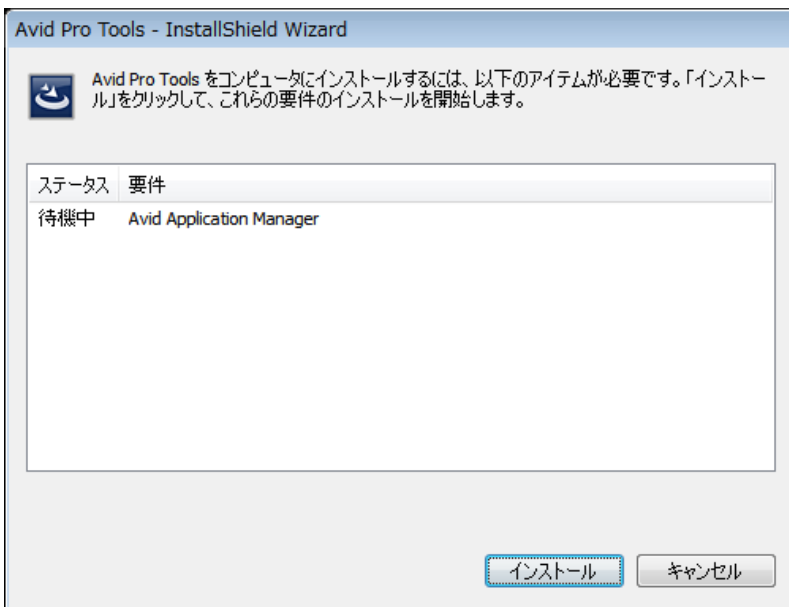 Avid Pro Tools - InstallShield Wizard
Avid Pro Tools をコンピュータにインストールするには、以下のアイテムが必要です。「インストー
ル」をクリックして、これらの要件のインストールを開始します。
ステータス 要件
待機中 Avid Application Manager
インストール キャンセル